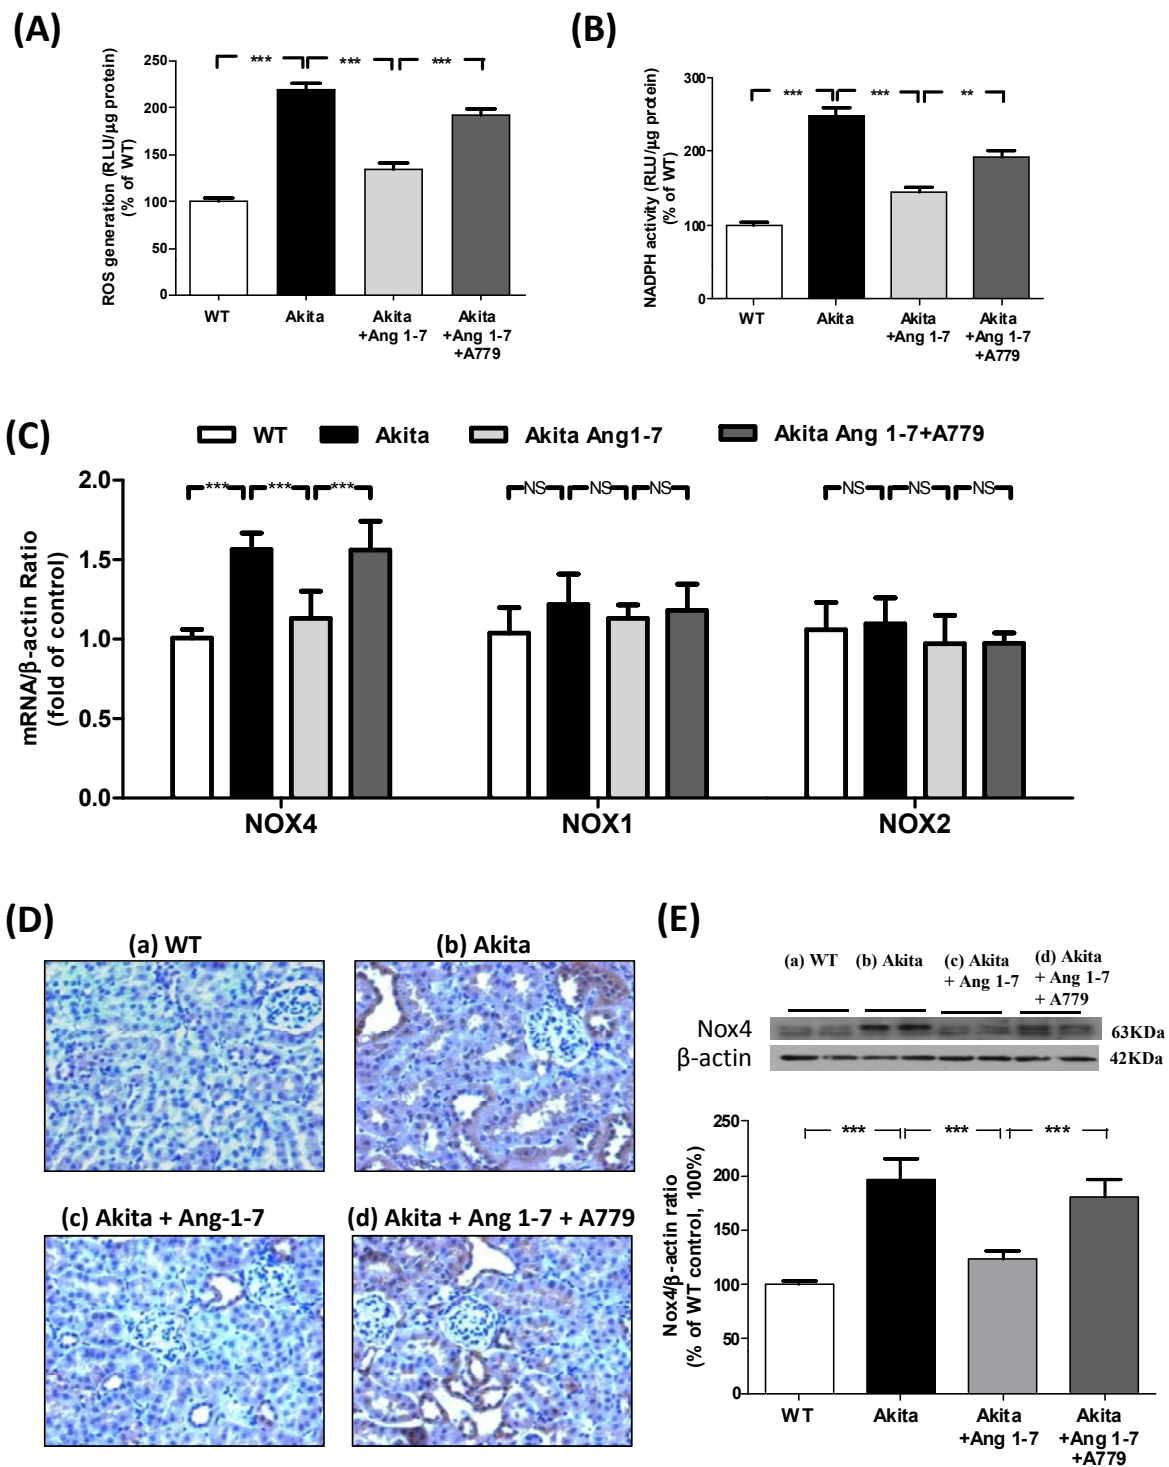 (A)
ROS generation (RLU/μg protein)
(% of WT)
250
200
150
100
50
0
***
***
***
WT
Akita
Akita
+Ang 1-7
Akita
+Ang 1-7
+A779
(B)
NADPH activity (RLU/μg protein)
(% of WT)
300
200
100
0
***
***
**
WT
Akita
Akita
+Ang 1-7
Akita
+Ang 1-7
+A779
(C)
WT
Akita
Akita Ang1-7
Akita Ang 1-7+A779
mRNA/β-actin Ratio
(fold of control)
2.0
1.5
1.0
0.5
0.0
***
***
***
NS
NS
NS
NS
NS
NS
NOX4
NOX1
NOX2
(D)
(a) WT
(b) Akita
(c) Akita + Ang-1-7
(d) Akita + Ang 1-7 + A779
(E)
(a) WT
(b) Akita
(c) Akita
+ Ang 1-7
(d) Akita
+ Ang 1-7
+ A779
Nox4
63KDa
β-actin
42KDa
Nox4/β-actin ratio
(% of WT control, 100%)
250
200
150
100
50
0
***
***
***
WT
Akita
Akita
+Ang 1-7
Akita
+Ang 1-7
+A779